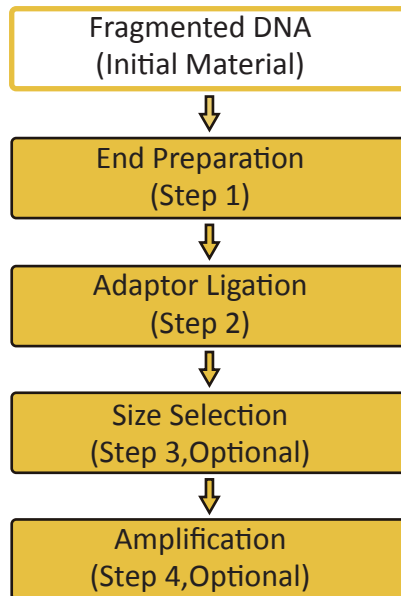 Fragmented DNA
(Initial Material)
End Preparation
(Step 1)
Adaptor Ligation
(Step 2)
Size Selection
(Step 3,Optional)
Amplification
(Step 4,Optional)